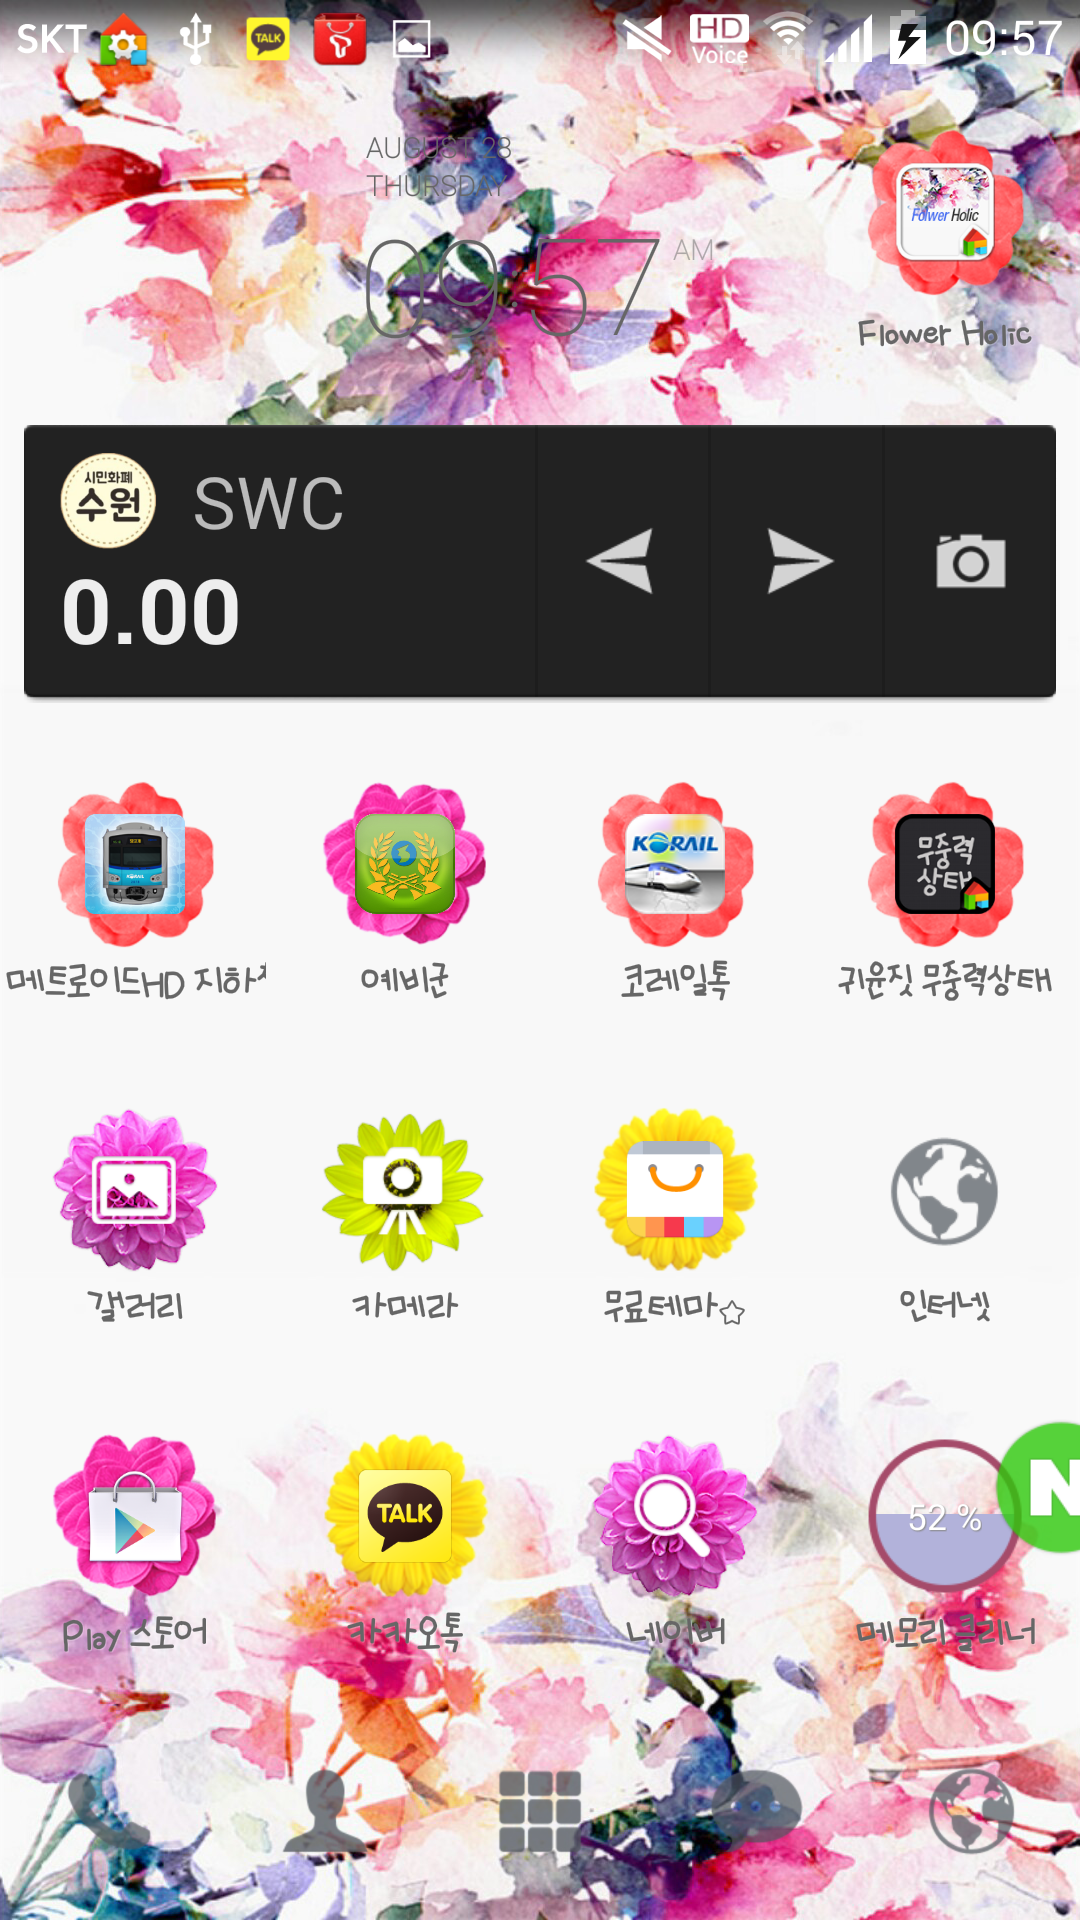 SKT
TALK
HD
Voice
09:57
AUGUST 28
THURSDAY
09:57 AM
Folwer Holic
Flower Holic
시민화폐
수원
SWC
0.00
KORAIL
KORAIL
무중력
상태
메트로이드HD 지하철
예비군
코레일톡
귀윤짓 무중력상태
갤러리
카메라
무료테마☆
인터넷
TALK
52 %
N
Play 스토어
카카오톡
네이버
메모리 클리너